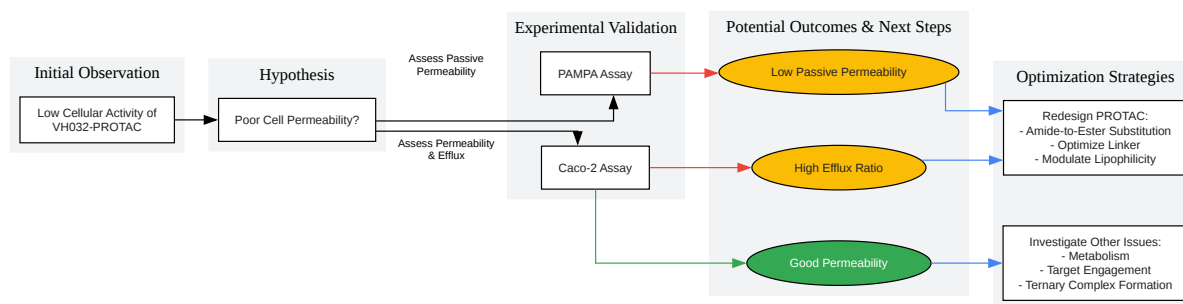 Initial Observation
Low Cellular Activity of
VH032-PROTAC
Hypothesis
Poor Cell Permeability?
Assess Passive
Permeability
Assess Permeability
& Efflux
Experimental Validation
PAMPA Assay
Caco-2 Assay
Potential Outcomes & Next Steps
Low Passive Permeability
High Efflux Ratio
Good Permeability
Optimization Strategies
Redesign PROTAC:
- Amide-to-Ester Substitution
- Optimize Linker
- Modulate Lipophilicity
Investigate Other Issues:
- Metabolism
- Target Engagement
- Ternary Complex Formation